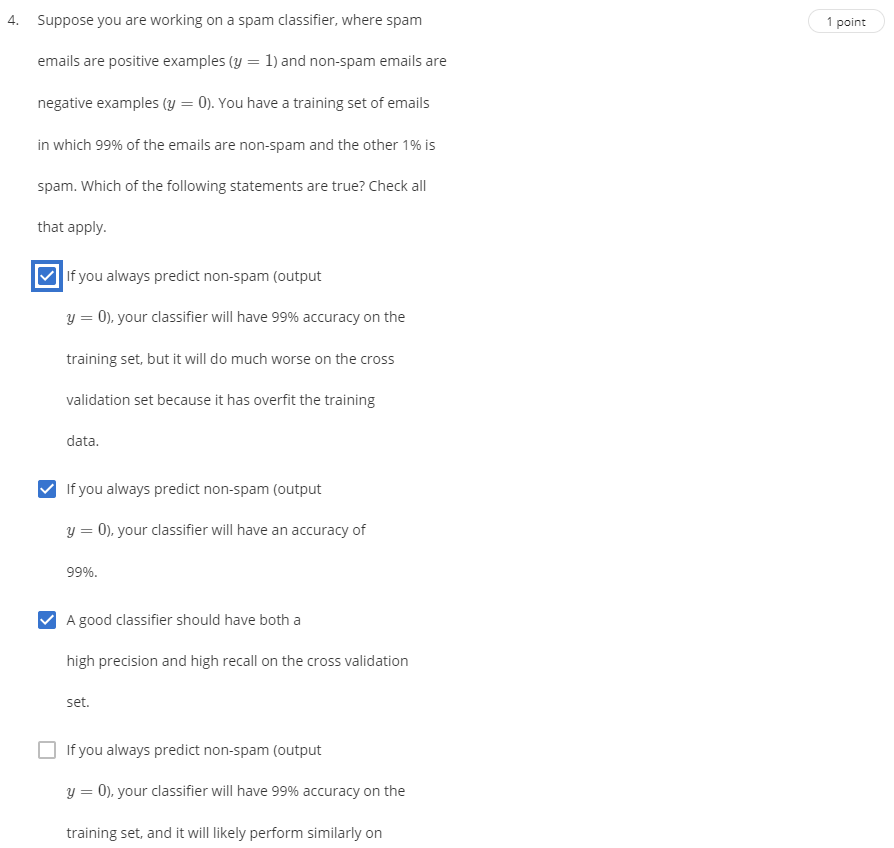 4. Suppose you are working on a spam classifier, where spam
1 point
emails are positive examples (y = 1) and non-spam emails are
negative examples (y = 0). You have a training set of emails
in which 99% of the emails are non-spam and the other 1% is
spam. Which of the following statements are true? Check all
that apply.
If you always predict non-spam (output
y = 0), your classifier will have 99% accuracy on the
training set, but it will do much worse on the cross
validation set because it has overfit the training
data.
If you always predict non-spam (output
y = 0), your classifier will have an accuracy of
99%.
A good classifier should have both a
high precision and high recall on the cross validation
set.
If you always predict non-spam (output
y = 0), your classifier will have 99% accuracy on the
training set, and it will likely perform similarly on